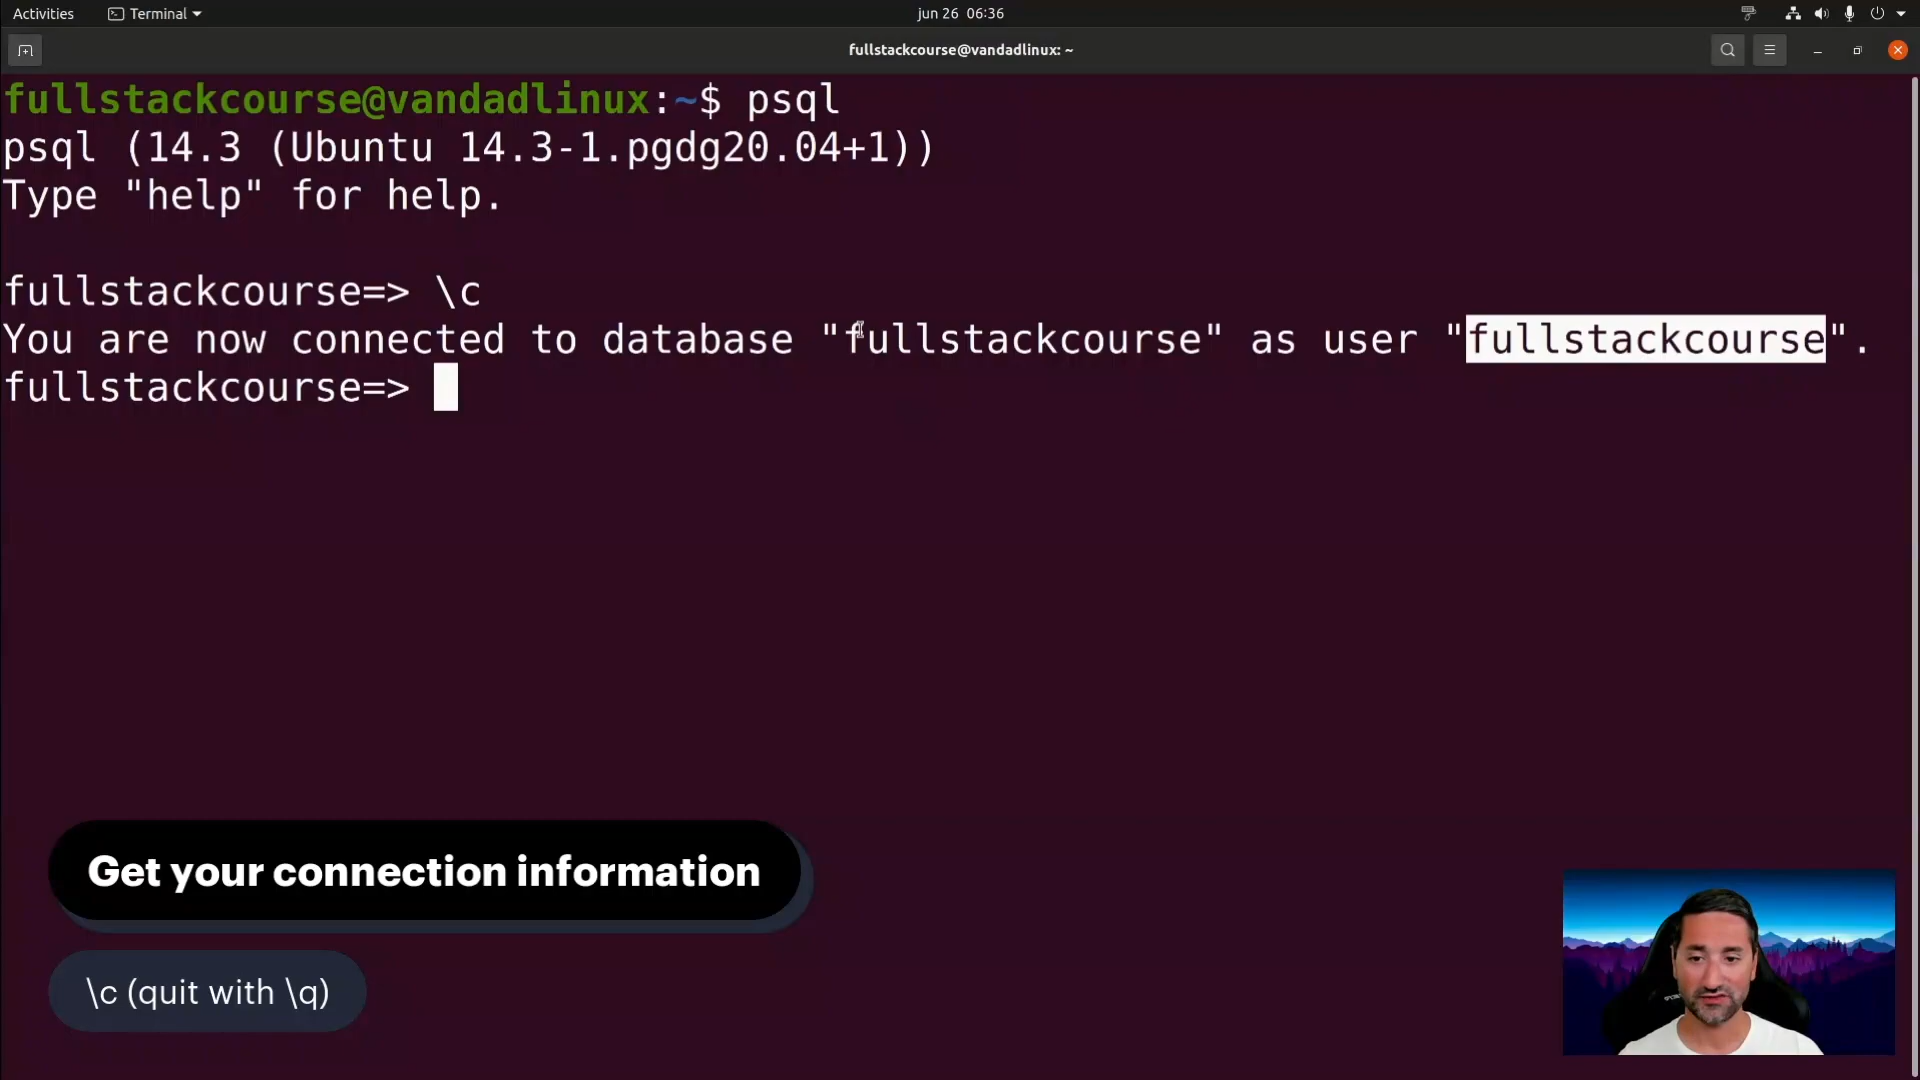 Activities
Terminal
jun 26 06:36
fullstackcourse@vandadlinux: ~
fullstackcourse@vandadlinux:~$ psql
psql (14.3 (Ubuntu 14.3-1.pgdg20.04+1))
Type "help" for help.
fullstackcourse=> \c
You are now connected to database "fullstackcourse" as user "fullstackcourse".
fullstackcourse=>
Get your connection information
\c (quit with \q)